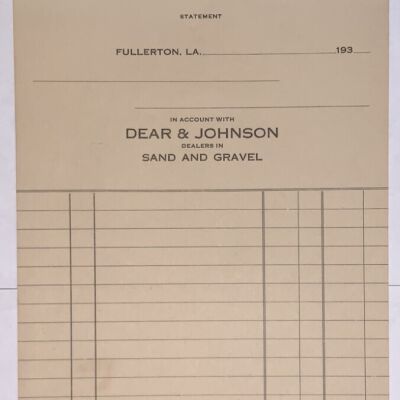 STATEMENT
FULLERTON, LA. 193
IN ACCOUNT WITH
DEAR & JOHNSON
DEALERS IN
SAND AND GRAVEL